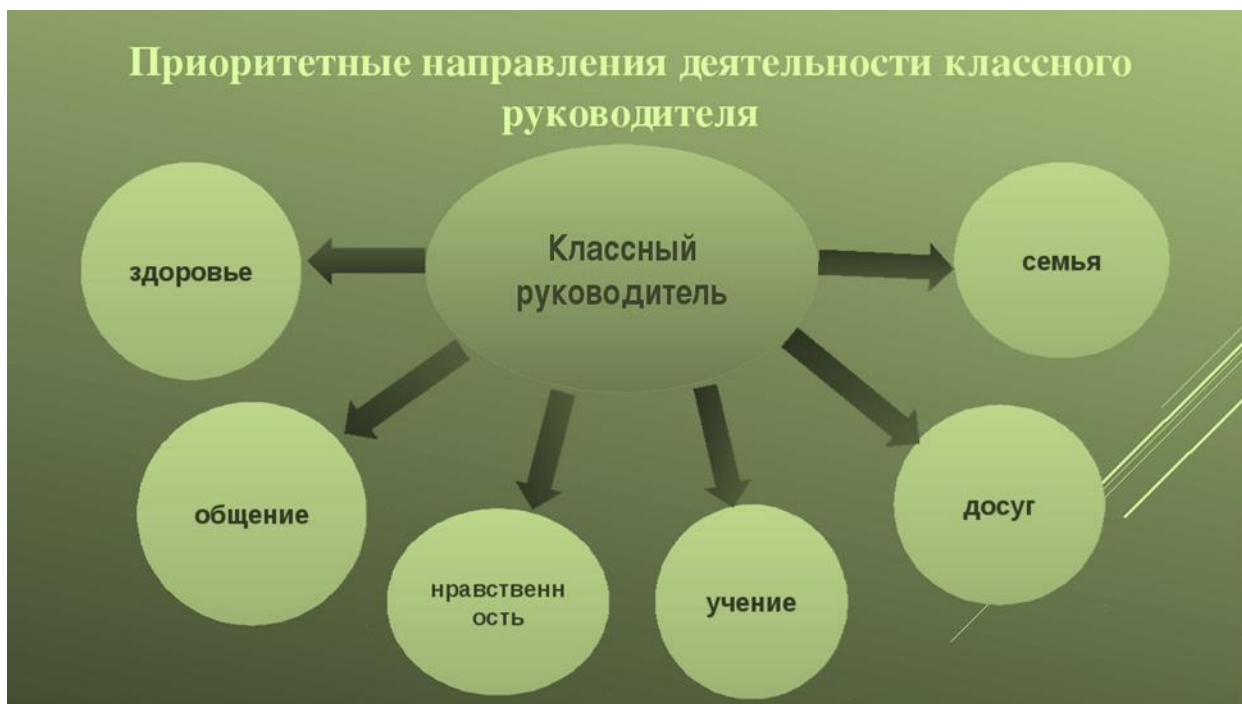 Приоритетные направления деятельности классного
руководителя
Классный
руководитель
здоровье
семья
общение
досуг
нравственн
ость
учение